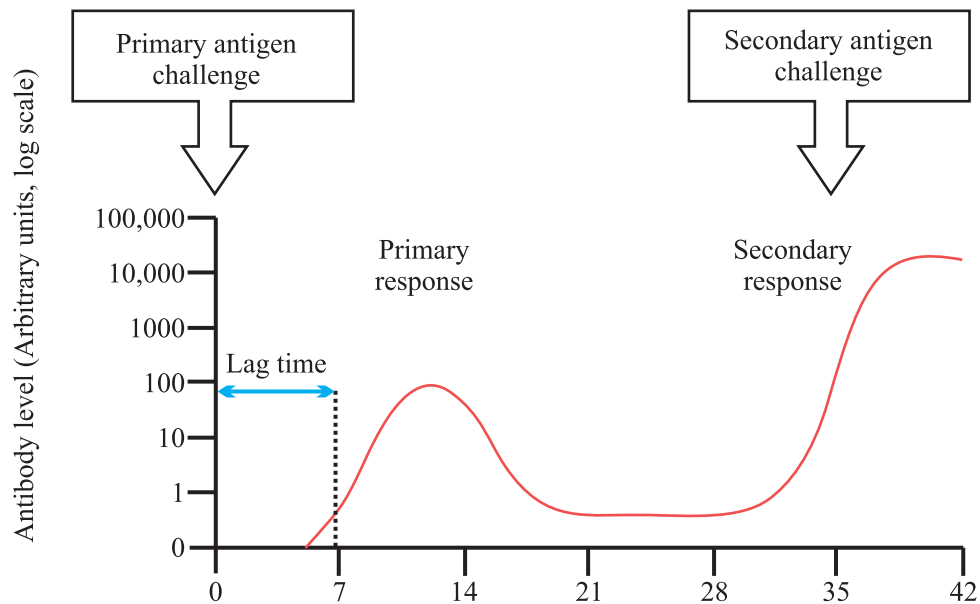 Primary antigen
challenge
Secondary antigen
challenge
Antibody level (Arbitrary units, log scale)
100,000
10,000
1000
100
10
1
0
Primary
response
Secondary
response
Lag time
0
7
14
21
28
35
42